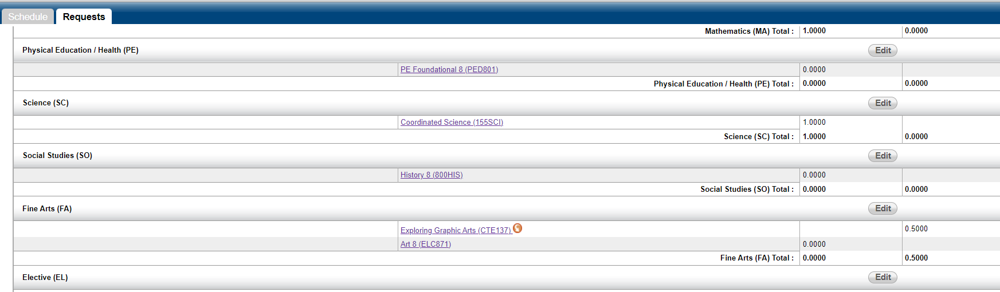 Schedule Requests
Mathematics (MA) Total : 1.0000 0.0000
Physical Education / Health (PE) Edit
PE Foundational 8 (PED801) 0.0000
Physical Education / Health (PE) Total : 0.0000 0.0000
Science (SC) Edit
Coordinated Science (155SCI) 1.0000
Science (SC) Total : 1.0000 0.0000
Social Studies (SO) Edit
History 8 (800HIS) 0.0000
Social Studies (SO) Total : 0.0000 0.0000
Fine Arts (FA) Edit
Exploring Graphic Arts (CTE137) 0.5000
Art 8 (ELC871) 0.0000
Fine Arts (FA) Total : 0.0000 0.5000
Elective (EL) Edit